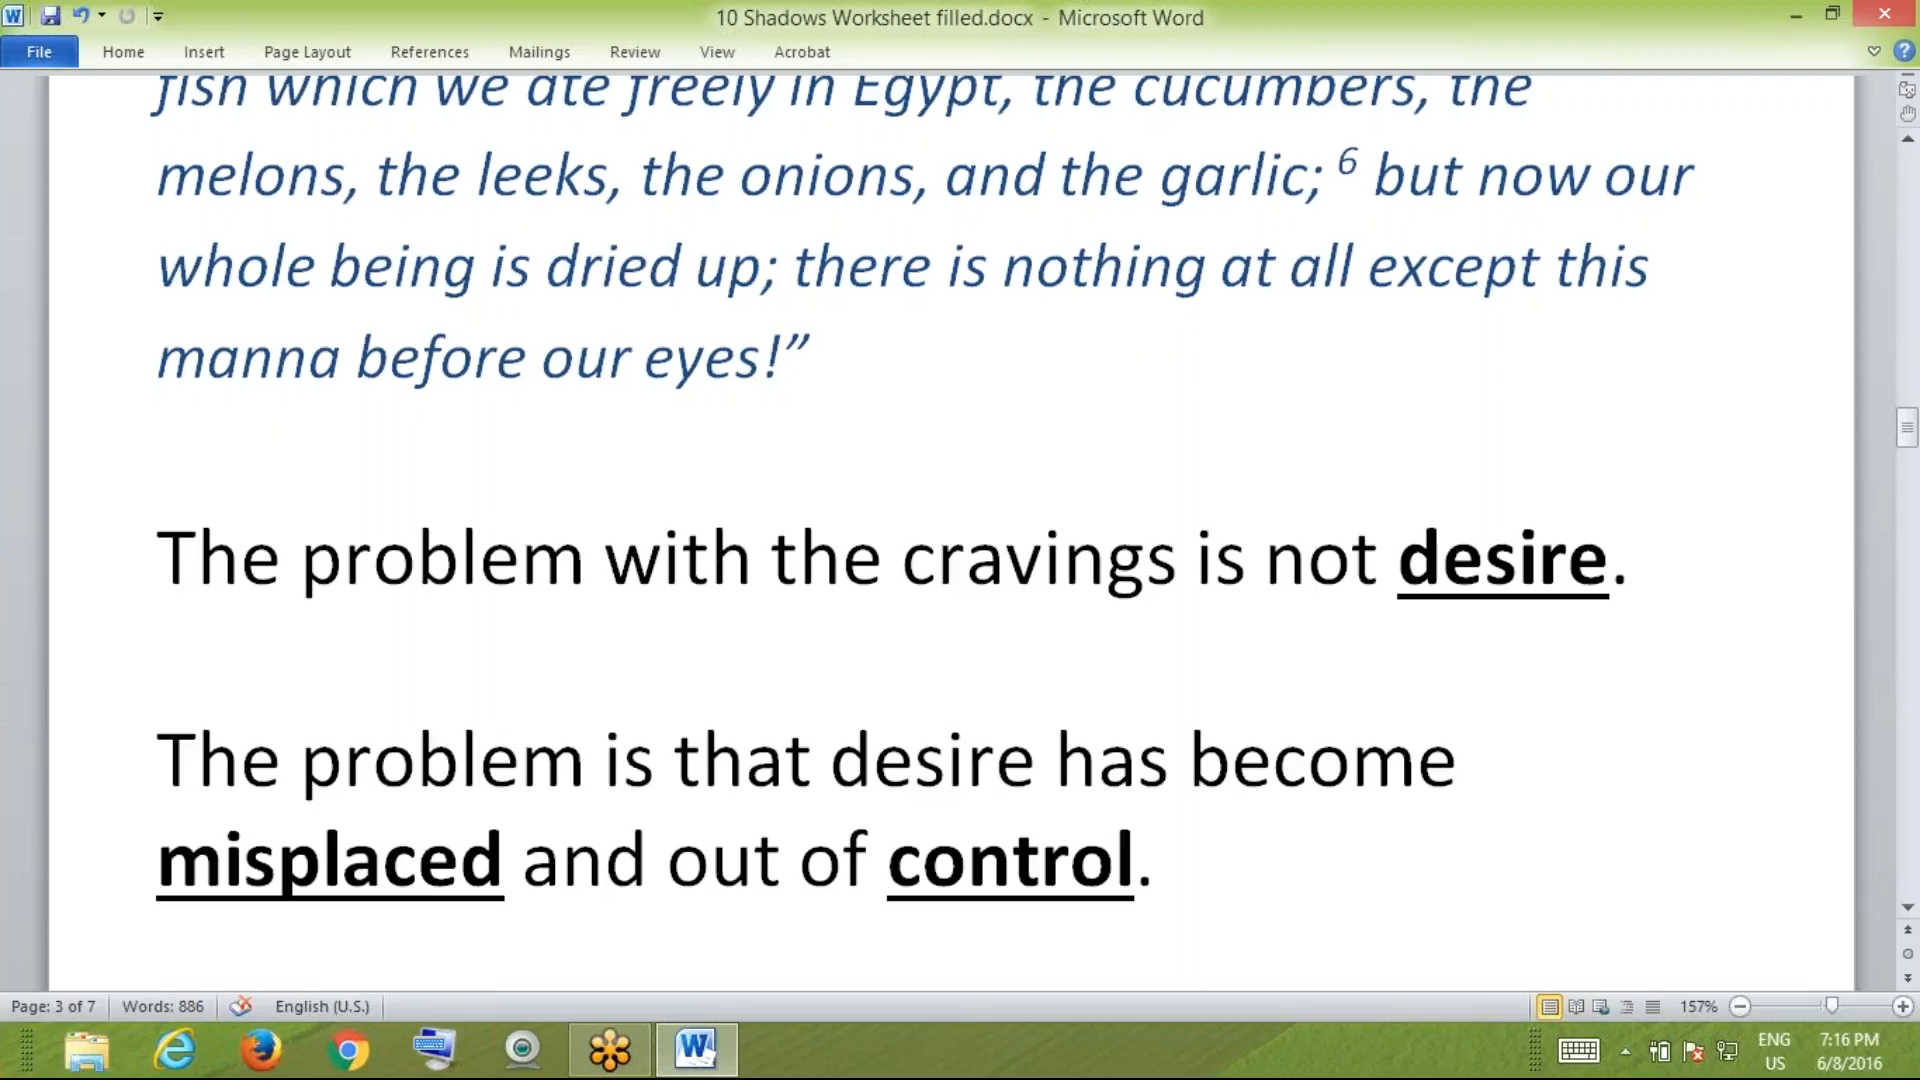 10 Shadows Worksheet filled.docx - Microsoft Word
File Home Insert Page Layout References Mailings Review View Acrobat
fish which we ate freely in Egypt, the cucumbers, the
melons, the leeks, the onions, and the garlic; 6 but now our
whole being is dried up; there is nothing at all except this
manna before our eyes!”
The problem with the cravings is not desire.
The problem is that desire has become
misplaced and out of control.
Page: 3 of 7 Words: 886 English (U.S.) 157%
ENG 7:16 PM
US 6/8/2016